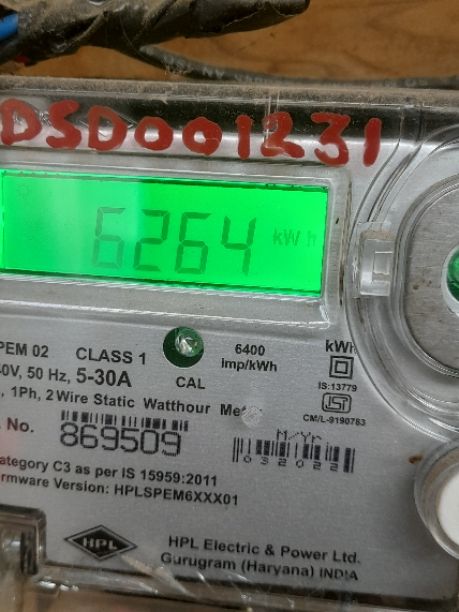 DSD001231
6264 kWh
PEM 02 CLASS 1 6400 imp/kWh kWh
0V, 50 Hz, 5-30A CAL IS:13779
1Ph, 2 Wire Static Watthour
CM/L-9190783
No. 869509 M/Yr
032022
ategory C3 as per IS 15959:2011
rmware Version: HPLSPEM6XXX01
HPL HPL Electric & Power Ltd.
Gurugram (Haryana) INDIA